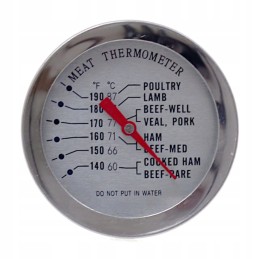 MEAT THERMOMETER
°F °C
190 87 POULTRY
LAMB
180 BEEF-WELL
170 77 VEAL, PORK
160 71 HAM
150 66 BEEF-MED
140 60 COOKED HAM
BEEF-RARE
DO NOT PUT IN WATER